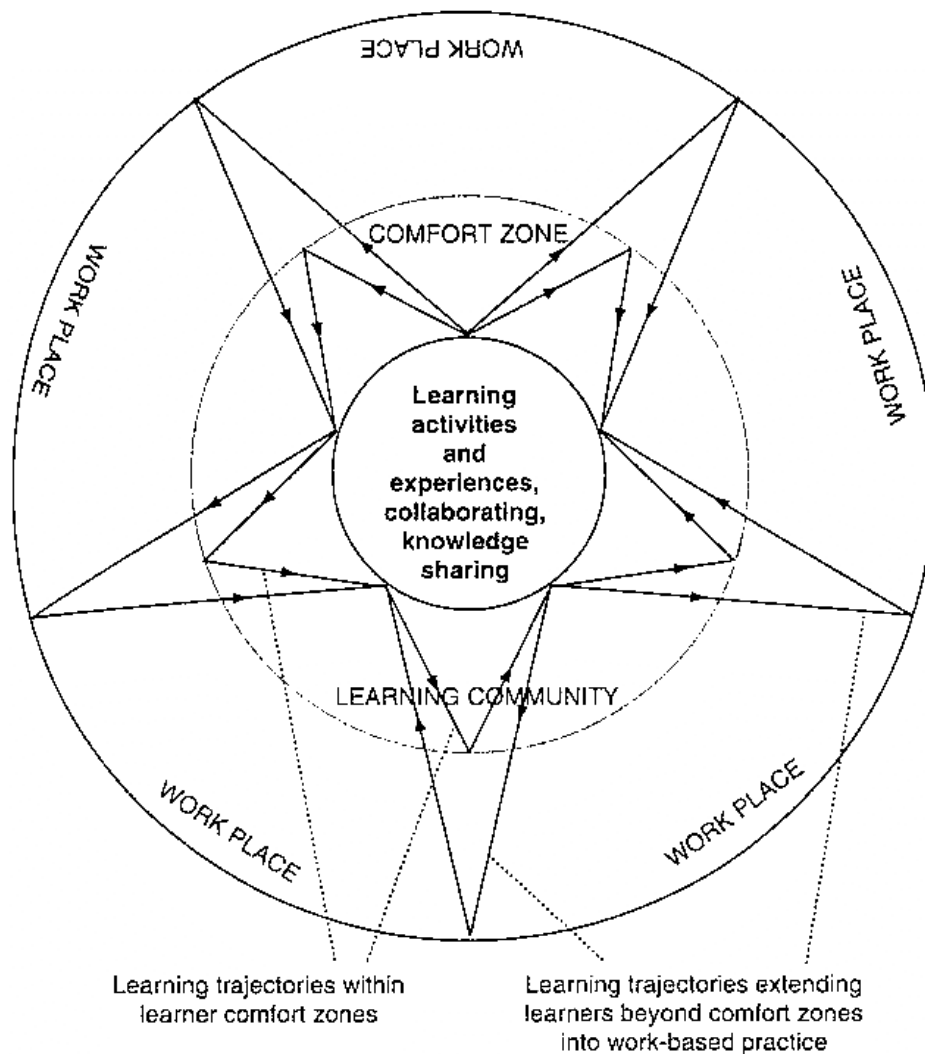 WORK PLACE
COMFORT ZONE
WORK PLACE
WORK PLACE
Learning
activities
and
experiences,
collaborating,
knowledge
sharing
LEARNING COMMUNITY
WORK PLACE
WORK PLACE
Learning trajectories within
learner comfort zones
Learning trajectories extending
learners beyond comfort zones
into work-based practice